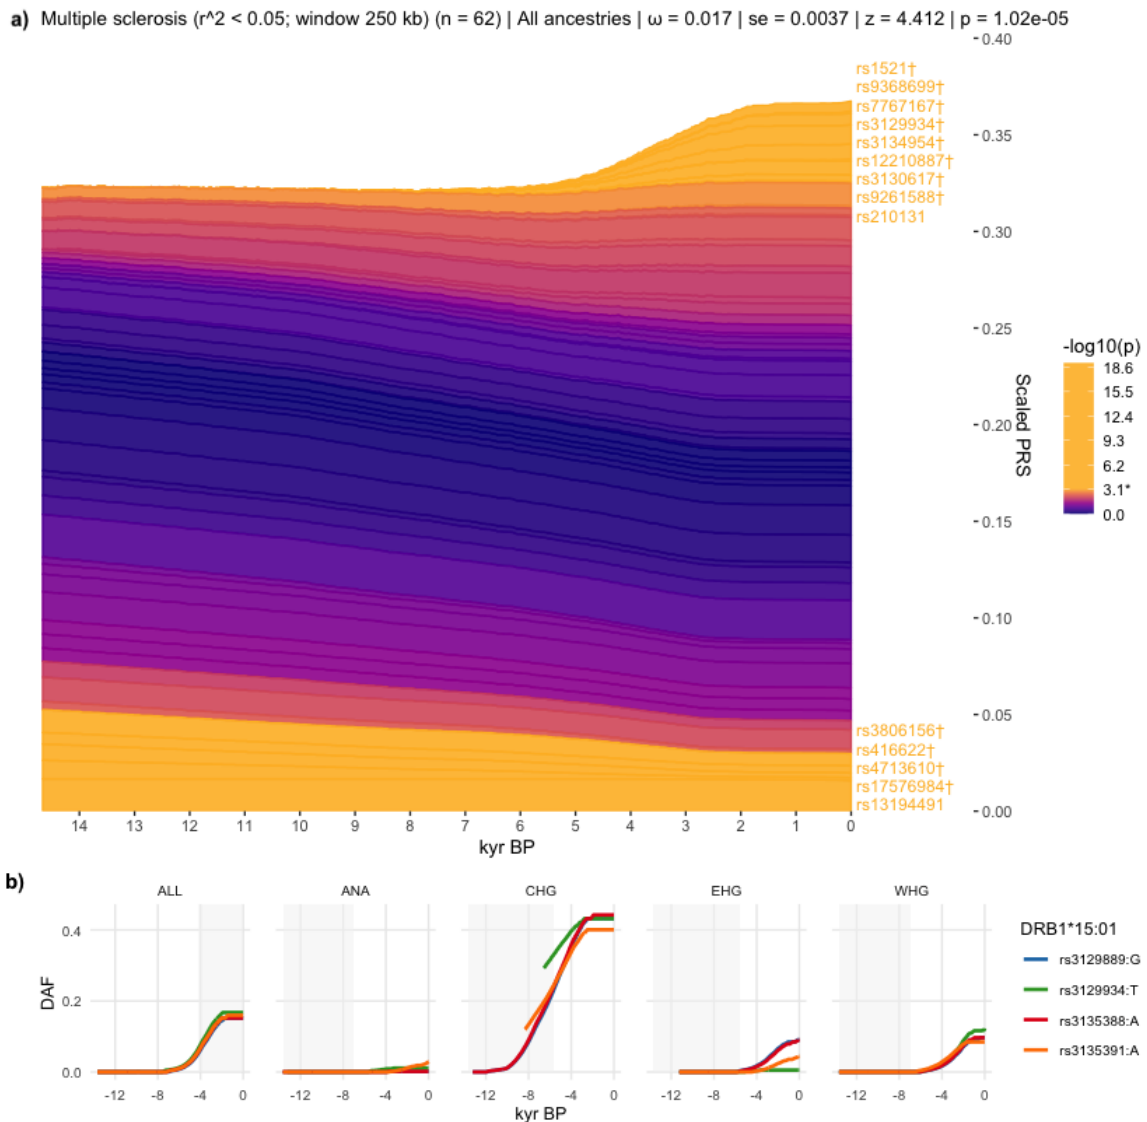 a) Multiple sclerosis (r^2 < 0.05; window 250 kb) (n = 62) | All ancestries | ω = 0.017 | se = 0.0037 | z = 4.412 | p = 1.02e-05
0.40
rs1521†
rs9368699†
rs7767167†
0.35
rs3129934†
rs3134954†
rs12210887†
rs3130617†
rs9261588†
rs210131
0.30
0.25
0.20
0.15
0.10
0.05
0.00
Scaled PRS
-log10(p)
18.6
15.5
12.4
9.3
6.2
3.1*
0.0
rs3806156†
rs416622†
rs4713610†
rs17576984†
rs13194491
14 13 12 11 10 9 8 7 6 5 4 3 2 1 0
kyr BP
b)
ALL ANA CHG EHG WHG
DAF
0.4
0.2
0.0
-12 -8 -4 0 -12 -8 -4 0 -12 -8 -4 0 -12 -8 -4 0 -12 -8 -4 0
kyr BP
DRB1*15:01
rs3129889:G
rs3129934:T
rs3135388:A
rs3135391:A